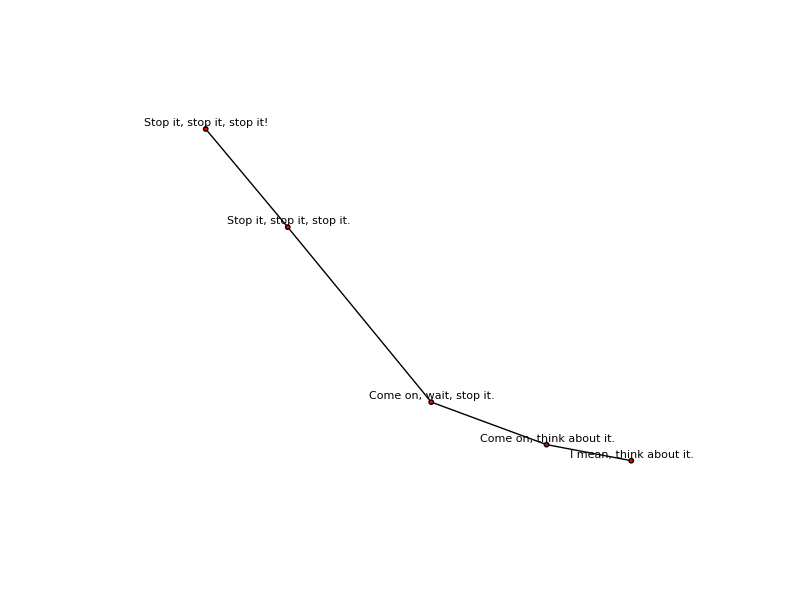 Stop it, stop it, stop it!
Stop it, stop it, stop it.
Come on, wait, stop it.
Come on, think about it.
I mean, think about it.